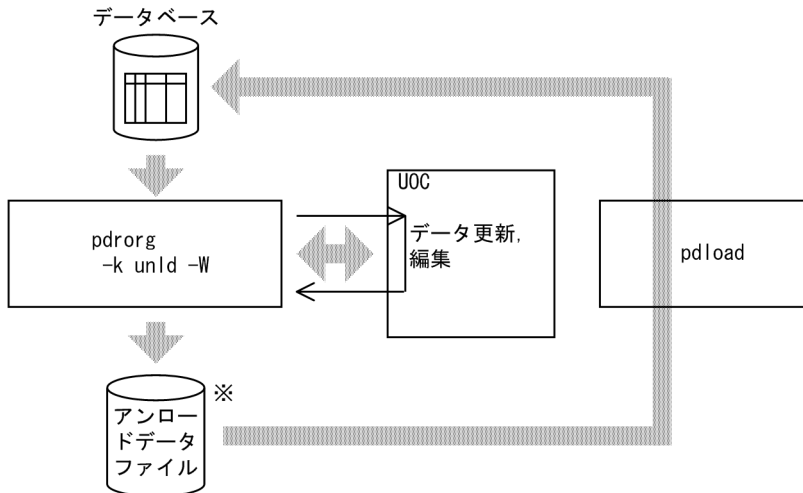 データベース
UOC
pdrorg
-k unld -W
データ更新,
編集
pdload
※
アンロー
ドデータ
ファイル